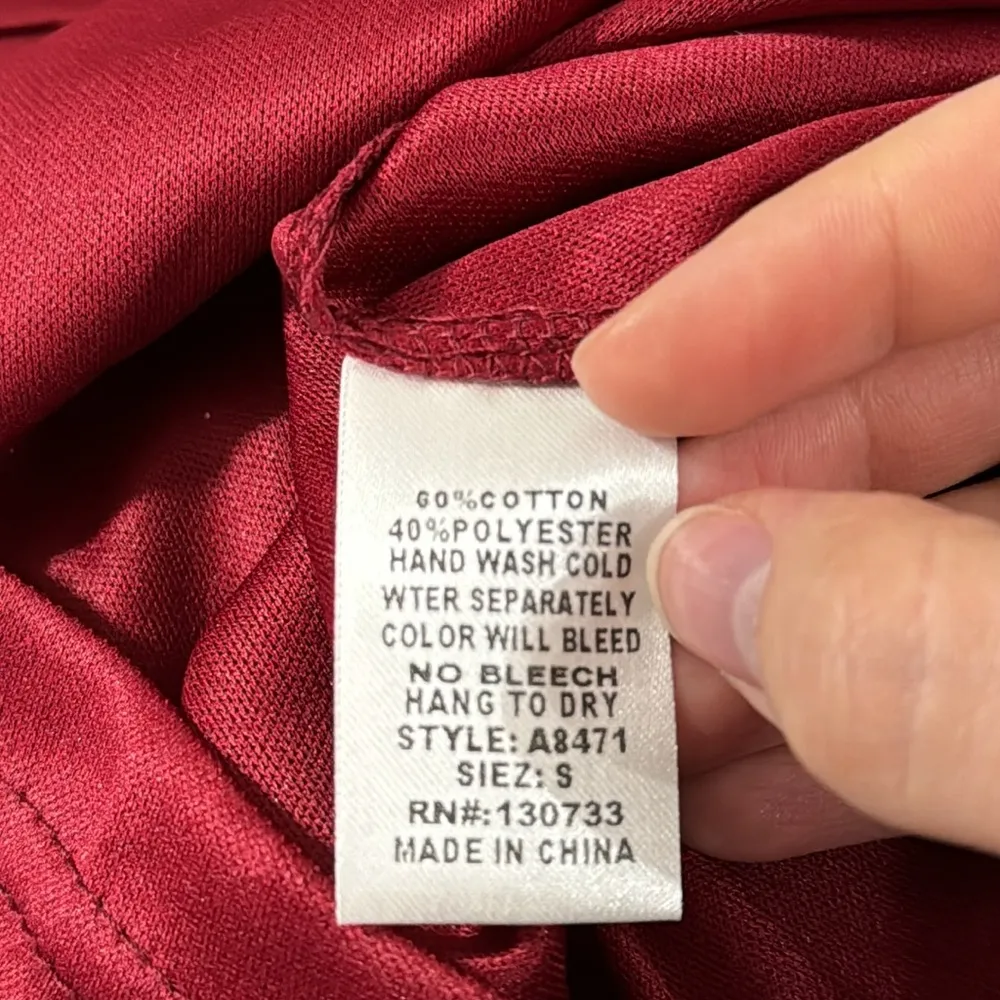 60%COTTON
40%POLYESTER
HAND WASH COLD
WTER SEPARATELY
COLOR WILL BLEED
NO BLEECH
HANG TO DRY
STYLE: A8471
SIEZ: S
RN#:130733
MADE IN CHINA